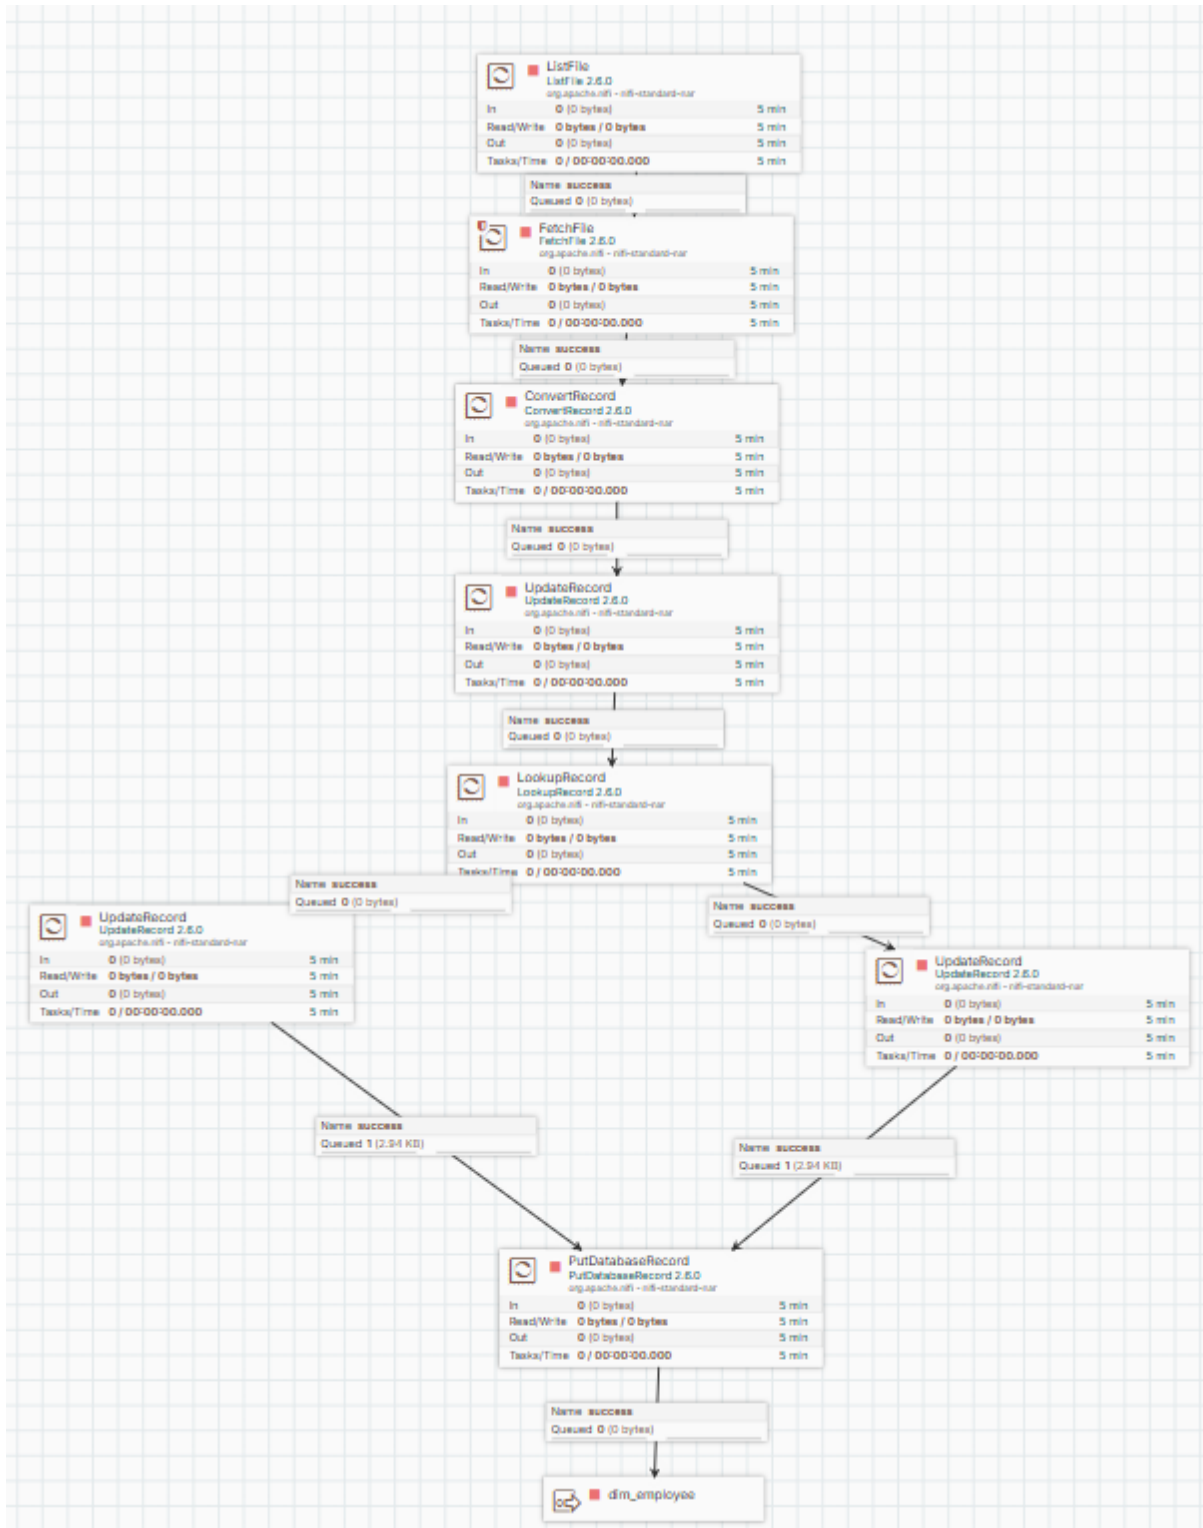 ListFile
ListFile 2.6.0
org.apache.nifi - nifi-standard-nar
In 0 (0 bytes) 5 min
Read/Write 0 bytes / 0 bytes 5 min
Out 0 (0 bytes) 5 min
Tasks/Time 0 / 00:00:00.000 5 min
Name success
Queued 0 (0 bytes)
FetchFile
FetchFile 2.6.0
org.apache.nifi - nifi-standard-nar
In 0 (0 bytes) 5 min
Read/Write 0 bytes / 0 bytes 5 min
Out 0 (0 bytes) 5 min
Tasks/Time 0 / 00:00:00.000 5 min
Name success
Queued 0 (0 bytes)
ConvertRecord
ConvertRecord 2.6.0
org.apache.nifi - nifi-standard-nar
In 0 (0 bytes) 5 min
Read/Write 0 bytes / 0 bytes 5 min
Out 0 (0 bytes) 5 min
Tasks/Time 0 / 00:00:00.000 5 min
Name success
Queued 0 (0 bytes)
UpdateRecord
UpdateRecord 2.6.0
org.apache.nifi - nifi-standard-nar
In 0 (0 bytes) 5 min
Read/Write 0 bytes / 0 bytes 5 min
Out 0 (0 bytes) 5 min
Tasks/Time 0 / 00:00:00.000 5 min
Name success
Queued 0 (0 bytes)
LookupRecord
LookupRecord 2.6.0
org.apache.nifi - nifi-standard-nar
In 0 (0 bytes) 5 min
Read/Write 0 bytes / 0 bytes 5 min
Out 0 (0 bytes) 5 min
Tasks/Time 0 / 00:00:00.000 5 min
Name success
Queued 0 (0 bytes)
Name success
Queued 0 (0 bytes)
UpdateRecord
UpdateRecord 2.6.0
org.apache.nifi - nifi-standard-nar
In 0 (0 bytes) 5 min
Read/Write 0 bytes / 0 bytes 5 min
Out 0 (0 bytes) 5 min
Tasks/Time 0 / 00:00:00.000 5 min
UpdateRecord
UpdateRecord 2.6.0
org.apache.nifi - nifi-standard-nar
In 0 (0 bytes) 5 min
Read/Write 0 bytes / 0 bytes 5 min
Out 0 (0 bytes) 5 min
Tasks/Time 0 / 00:00:00.000 5 min
Name success
Queued 1 (2.94 KB)
Name success
Queued 1 (2.94 KB)
PutDatabaseRecord
PutDatabaseRecord 2.6.0
org.apache.nifi - nifi-standard-nar
In 0 (0 bytes) 5 min
Read/Write 0 bytes / 0 bytes 5 min
Out 0 (0 bytes) 5 min
Tasks/Time 0 / 00:00:00.000 5 min
Name success
Queued 0 (0 bytes)
dim_employee